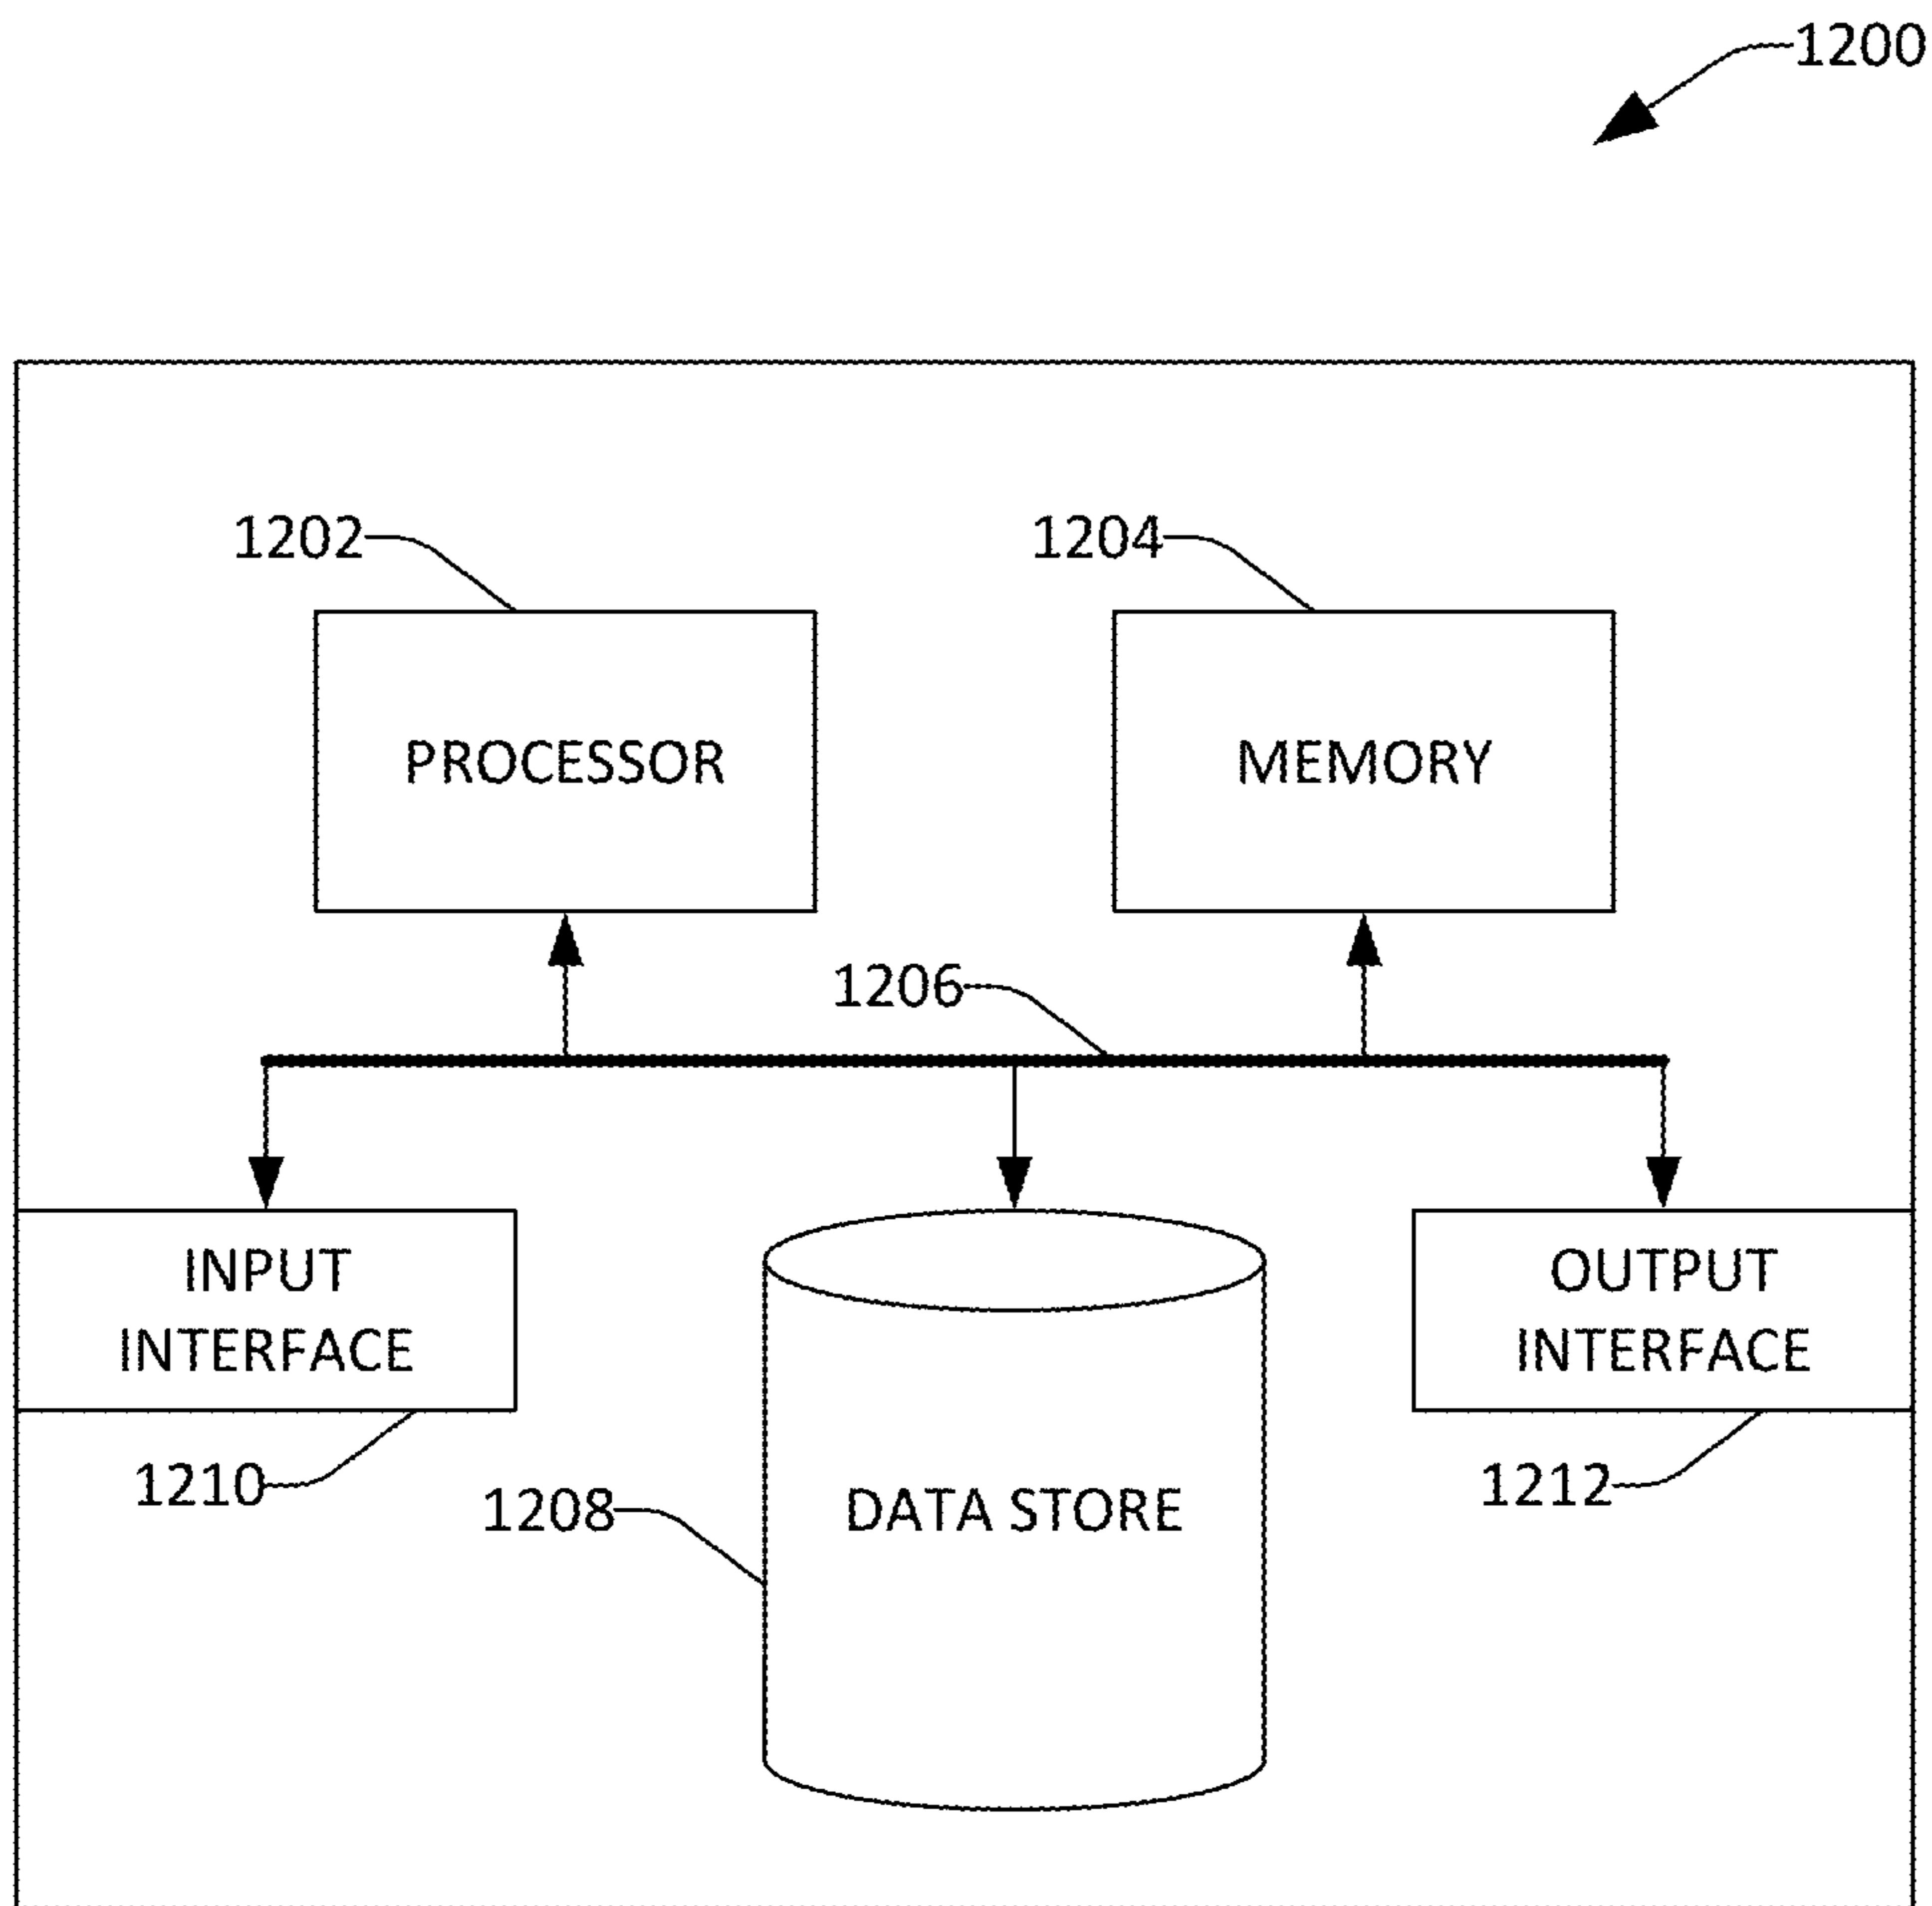 1200
1202
1204
PROCESSOR
MEMORY
1206
INPUT
INTERFACE
OUTPUT
INTERFACE
1210
1208
DATA STORE
1212